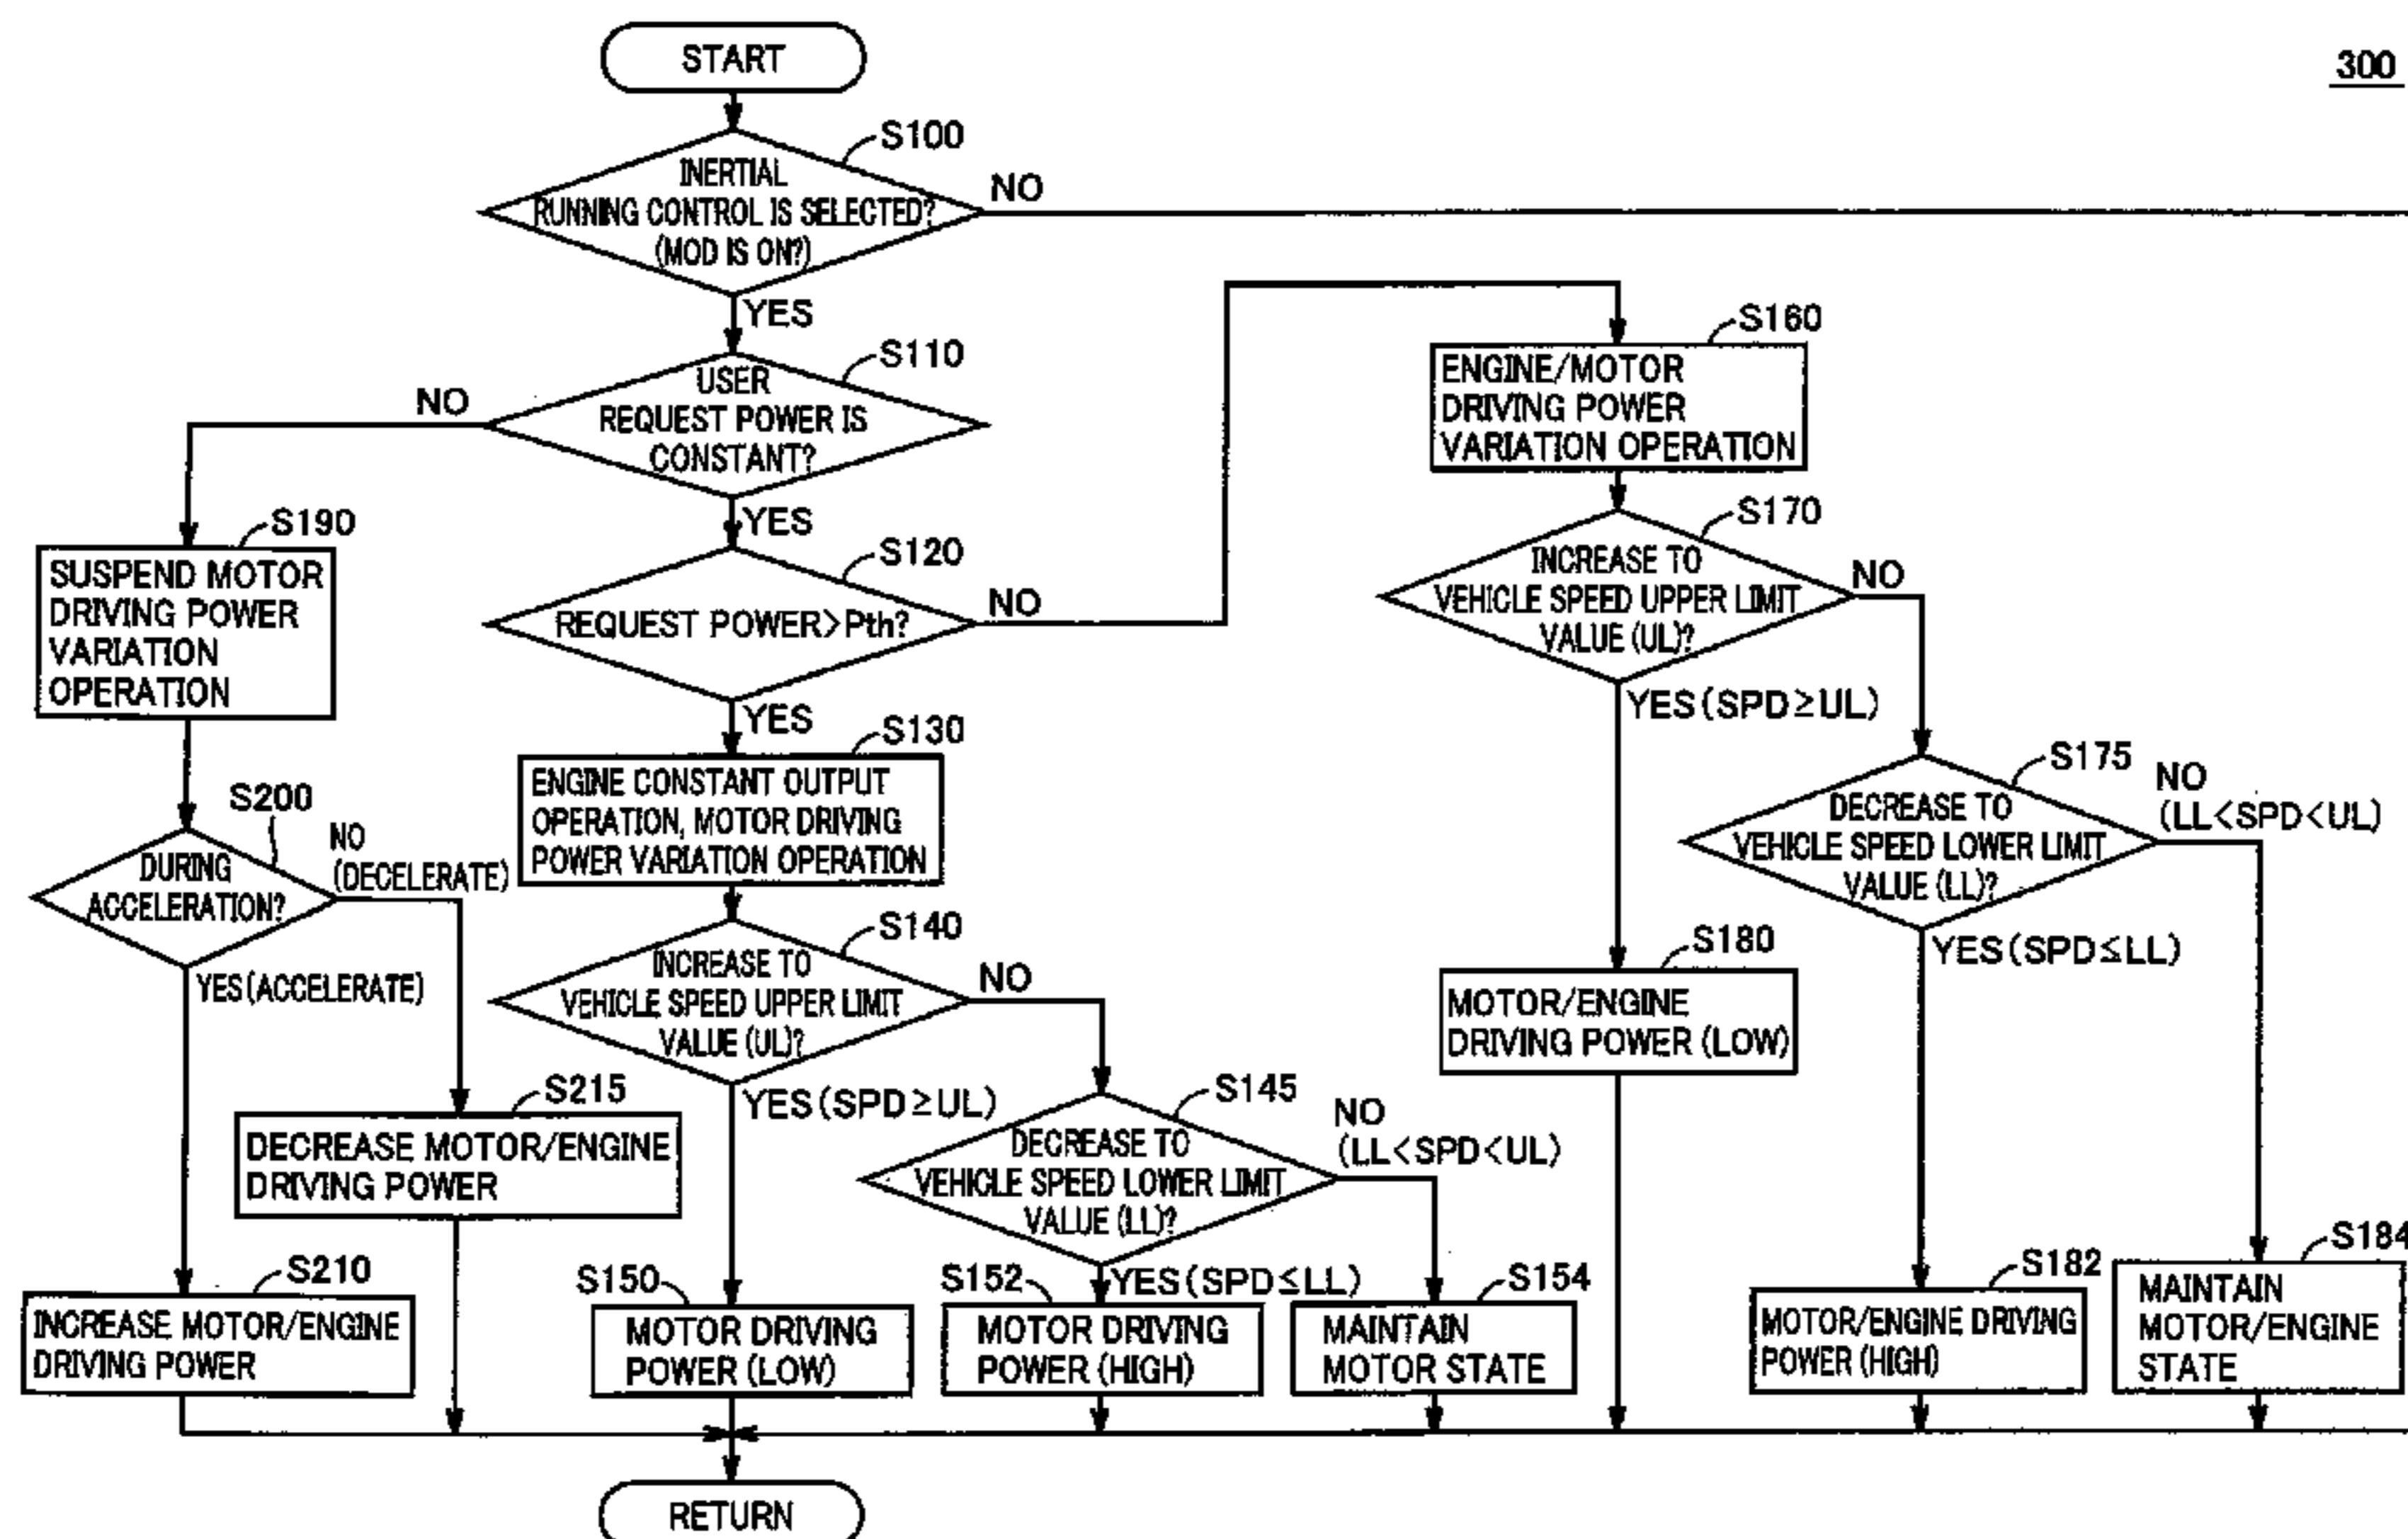 300
START
S100
INERTIAL
RUNNING CONTROL IS SELECTED?
(MOD IS ON?)
NO
YES
S110
USER
REQUEST POWER IS
CONSTANT?
NO
YES
S120
REQUEST POWER>Pth?
NO
YES
S130
ENGINE CONSTANT OUTPUT
OPERATION, MOTOR DRIVING
POWER VARIATION OPERATION
S140
INCREASE TO
VEHICLE SPEED UPPER LIMIT
VALUE (UL)?
NO
YES(SPD≧UL)
S145
DECREASE TO
VEHICLE SPEED LOWER LIMIT
VALUE (LL)?
NO
(LL<SPD<UL)
YES(SPD≦LL)
S150
MOTOR DRIVING
POWER (LOW)
S152
MOTOR DRIVING
POWER (HIGH)
S154
MAINTAIN
MOTOR STATE
S160
ENGINE/MOTOR
DRIVING POWER
VARIATION OPERATION
S170
INCREASE TO
VEHICLE SPEED UPPER LIMIT
VALUE (UL)?
NO
YES(SPD≧UL)
S175
DECREASE TO
VEHICLE SPEED LOWER LIMIT
VALUE (LL)?
NO
(LL<SPD<UL)
YES(SPD≦LL)
S180
MOTOR/ENGINE
DRIVING POWER (LOW)
S182
MOTOR/ENGINE DRIVING
POWER (HIGH)
S184
MAINTAIN
MOTOR/ENGINE
STATE
S190
SUSPEND MOTOR
DRIVING POWER
VARIATION
OPERATION
S200
DURING
ACCELERATION?
NO
(DECELERATE)
YES(ACCELERATE)
S215
DECREASE MOTOR/ENGINE
DRIVING POWER
S210
INCREASE MOTOR/ENGINE
DRIVING POWER
RETURN